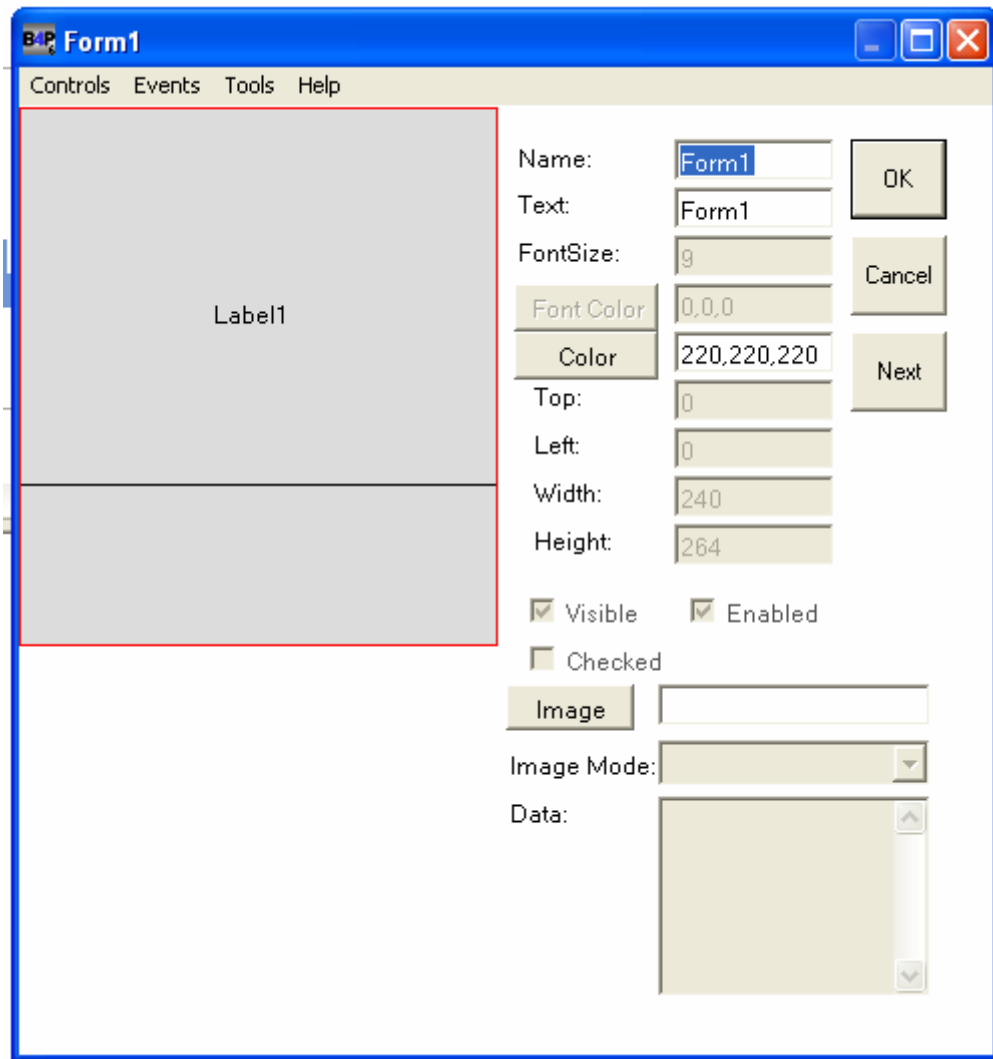 B4P Form1
Controls Events Tools Help
Label1
Name: Form1
OK
Text: Form1
FontSize: 9
Cancel
Font Color 0,0,0
Color 220,220,220
Next
Top: 0
Left: 0
Width: 240
Height: 264
Visible Enabled
Checked
Image
Image Mode:
Data: